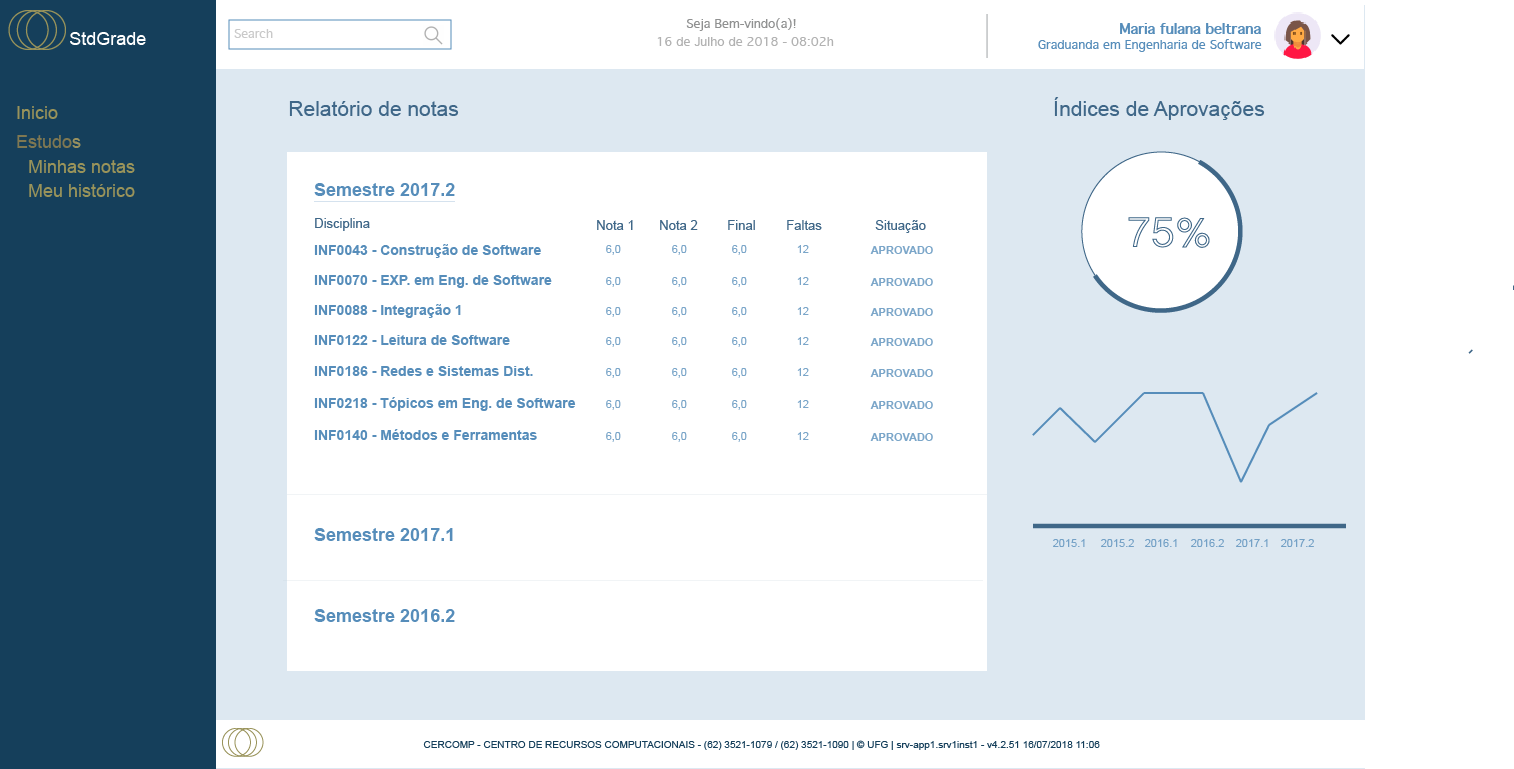 StdGrade
Search
Seja Bem-vindo(a)!
16 de Julho de 2018 - 08:02h
Maria fulana beltrana
Graduanda em Engenharia de Software
Inicio
Estudos
Minhas notas
Meu histórico
Relatório de notas
Semestre 2017.2
Disciplina Nota 1 Nota 2 Final Faltas Situação
INF0043 - Construção de Software 6,0 6,0 6,0 12 APROVADO
INF0070 - EXP. em Eng. de Software 6,0 6,0 6,0 12 APROVADO
INF0088 - Integração 1 6,0 6,0 6,0 12 APROVADO
INF0122 - Leitura de Software 6,0 6,0 6,0 12 APROVADO
INF0186 - Redes e Sistemas Dist. 6,0 6,0 6,0 12 APROVADO
INF0218 - Tópicos em Eng. de Software 6,0 6,0 6,0 12 APROVADO
INF0140 - Métodos e Ferramentas 6,0 6,0 6,0 12 APROVADO
Semestre 2017.1
Semestre 2016.2
Índices de Aprovações
75%
2015.1 2015.2 2016.1 2016.2 2017.1 2017.2
CERCOMP - CENTRO DE RECURSOS COMPUTACIONAIS - (62) 3521-1079 / (62) 3521-1090 | © UFG | srv-app1.srv1inst1 - v4.2.51 16/07/2018 11:06